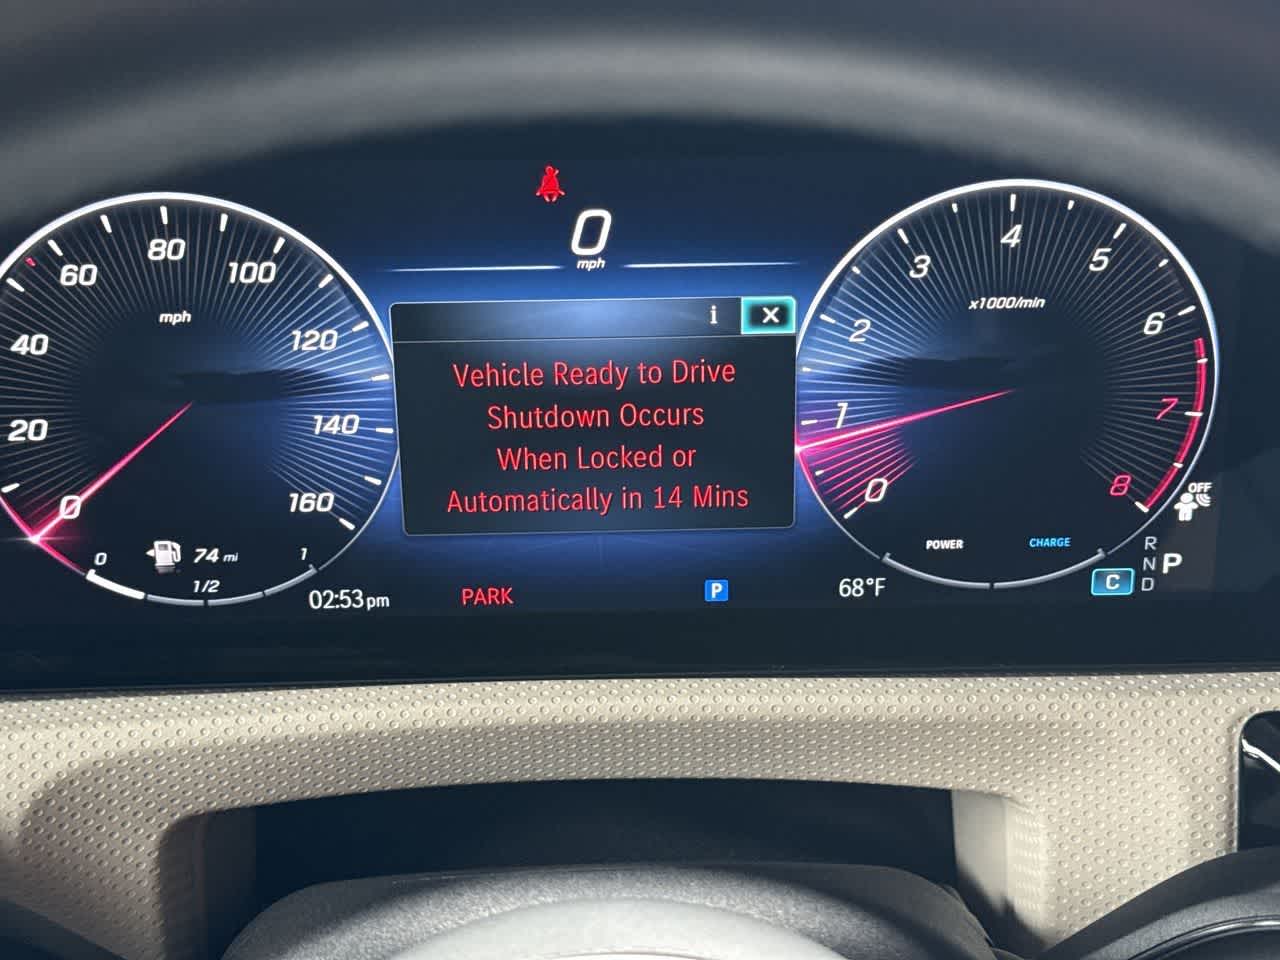 0
mph
20
40
60
80
100
120
140
160
0
mph
0
74 mi
1
1/2
02:53pm
i X
Vehicle Ready to Drive
Shutdown Occurs
When Locked or
Automatically in 14 Mins
PARK
P
68°F
0
1
2
3
4
5
6
7
8
x1000/min
POWER
CHARGE
OFF
R
N
D
P
C